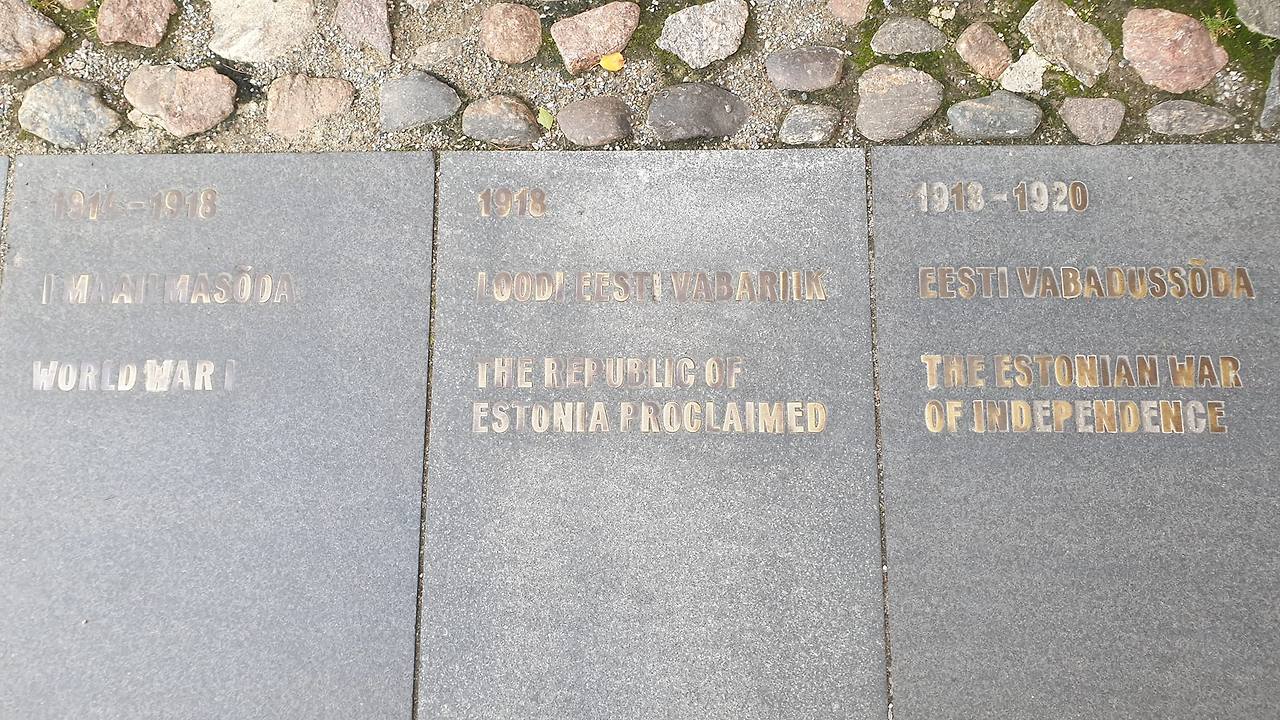 1914-1918
I MAAILMASÕDA
WORLD WAR I
1918
LOODI EESTI VABARIIK
THE REPUBLIC OF
ESTONIA PROCLAIMED
1918-1920
EESTI VABADUSSÕDA
THE ESTONIAN WAR
OF INDEPENDENCE